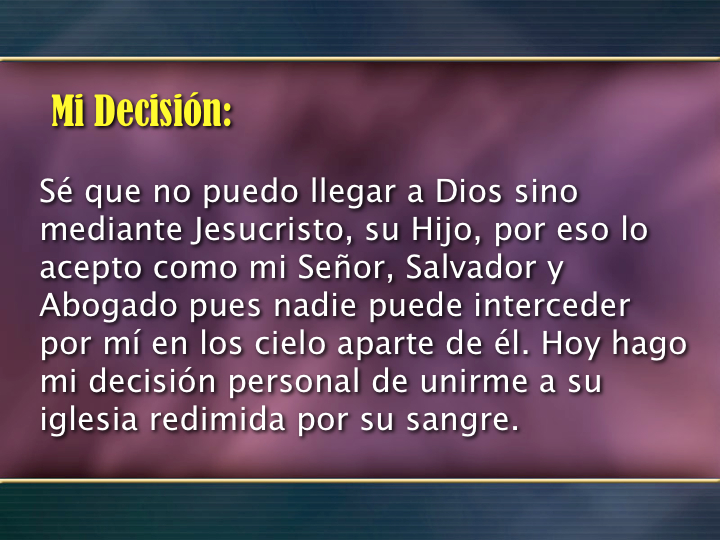 Mi Decisión:
Sé que no puedo llegar a Dios sino
mediante Jesucristo, su Hijo, por eso lo
acepto como mi Señor, Salvador y
Abogado pues nadie puede interceder
por mí en los cielo aparte de él. Hoy hago
mi decisión personal de unirme a su
iglesia redimida por su sangre.